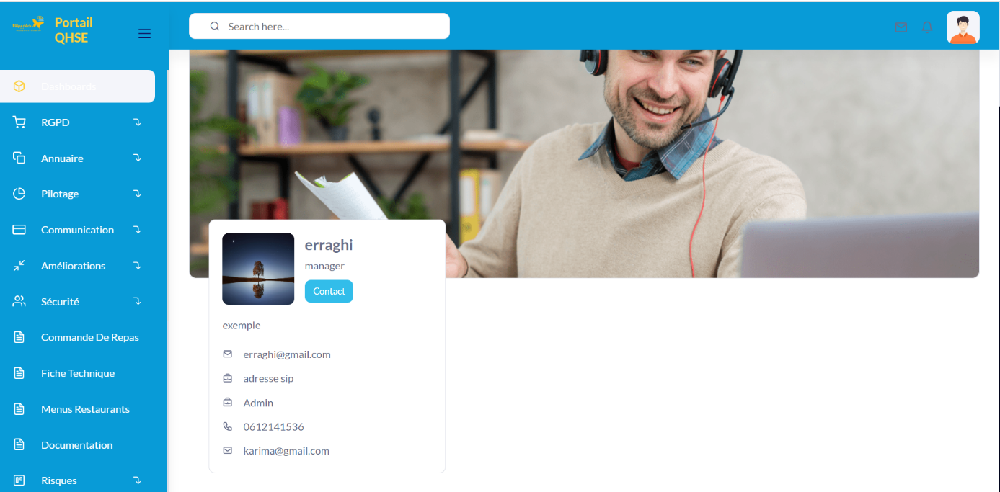 Portail
QHSE
Search here...
Dashboards
RGPD
Annuaire
Pilotage
Communication
Améliorations
Sécurité
Commande De Repas
Fiche Technique
Menus Restaurants
Documentation
Risques
erraghi
manager
Contact
exemple
erraghi@gmail.com
adresse sip
Admin
0612141536
karima@gmail.com